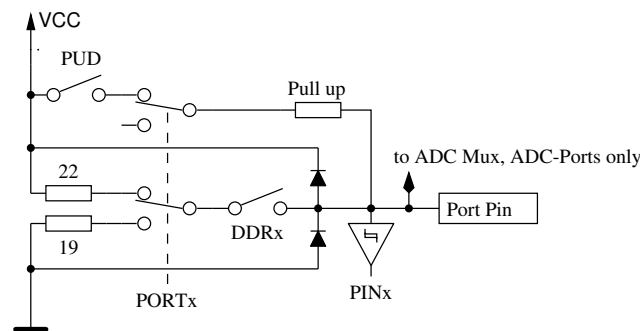 VCC
PUD
Pull up
to ADC Mux, ADC-Ports only
22
Port Pin
DDRx
19
PINx
PORTx